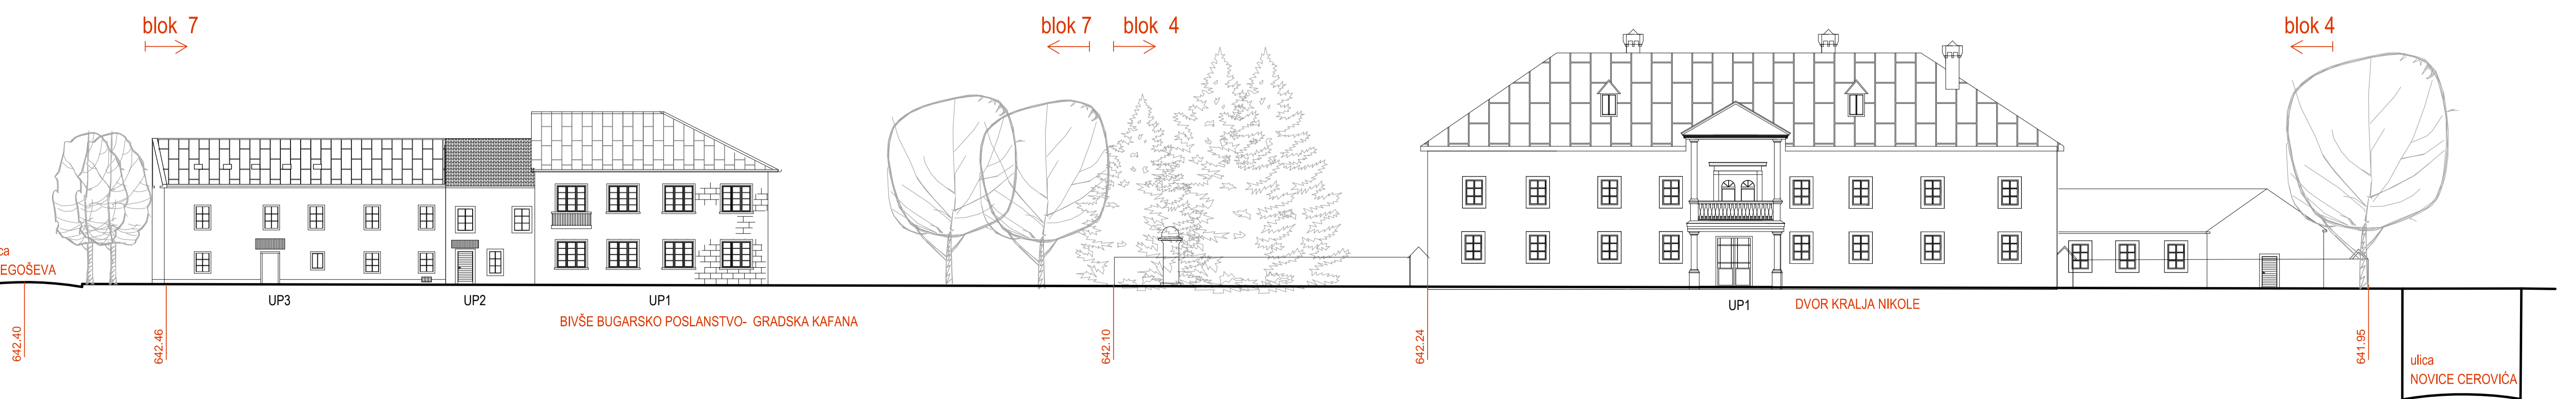 blok 7
blok 7
blok 4
blok 4
EGOŠEVA
UP3
UP2
UP1
BIVŠE BUGARSKO POSLANSTVO- GRADSKA KAFANA
UP1
DVOR KRALJA NIKOLE
642.40
642.46
642.10
642.24
641.95
ulica
NOVICE CEROVIĆA